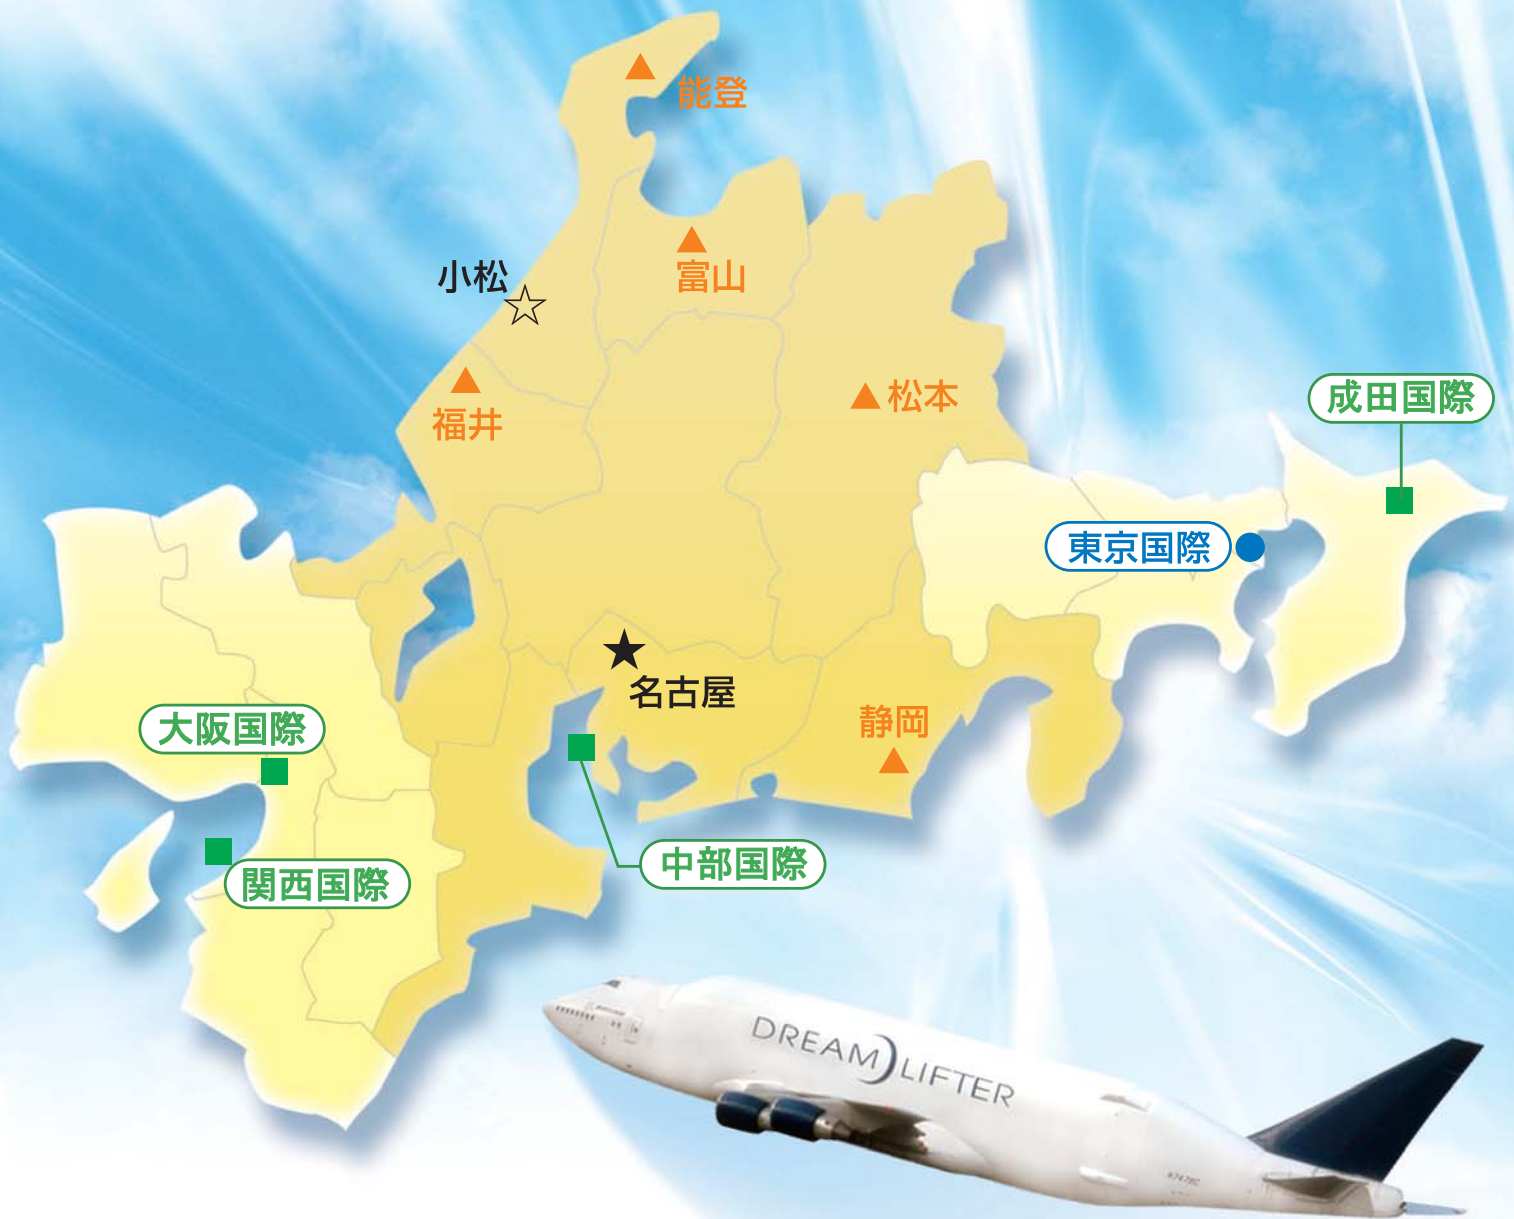 能登
小松
富山
福井
松本
成田国際
東京国際
名古屋
静岡
大阪国際
中部国際
関西国際
DREAM LIFTER